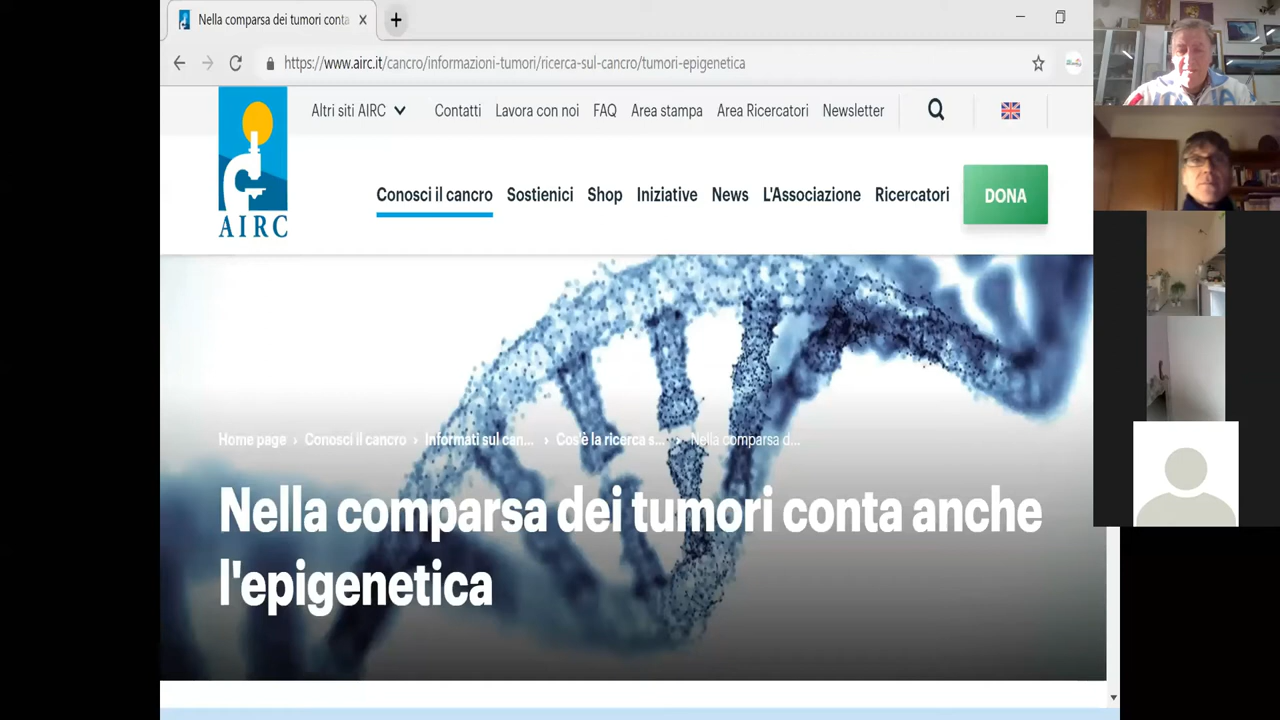 Nella comparsa dei tumori conta
https://www.airc.it/cancro/informazioni-tumori/ricerca-sul-cancro/tumori-epigenetica
Altri siti AIRC Contatti Lavora con noi FAQ Area stampa Area Ricercatori Newsletter
AIRC
Conosci il cancro Sostienici Shop Iniziative News L'Associazione Ricercatori DONA
Home page › Conosci il cancro › Informati sul can... › Cos'è la ricerca s... › Nella comparsa d...
Nella comparsa dei tumori conta anche
l'epigenetica